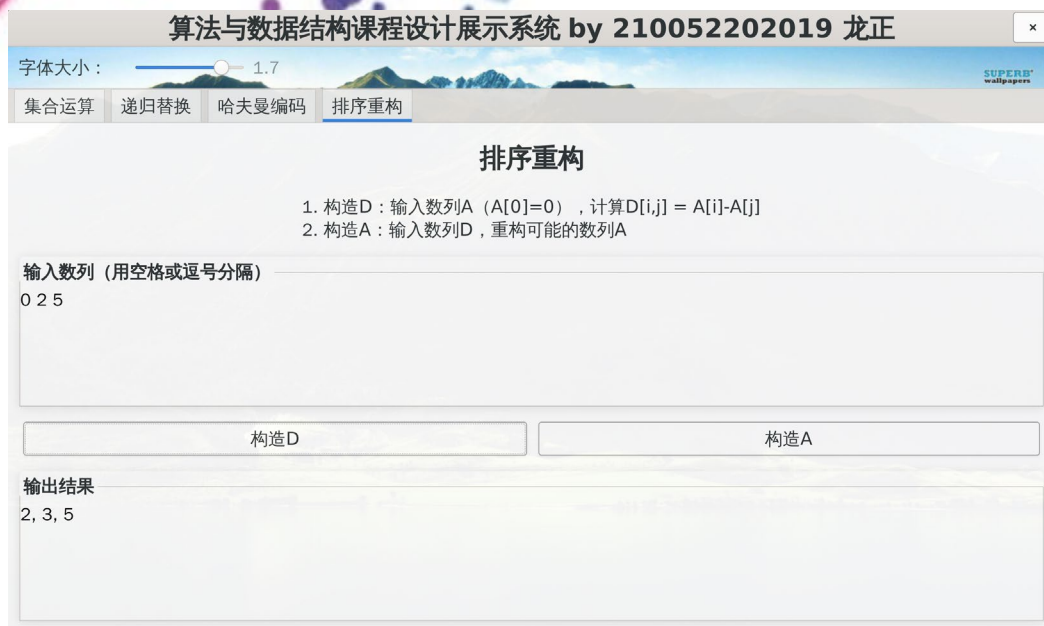 算法与数据结构课程设计展示系统 by 210052202019 龙正
×
字体大小： 1.7
SUPERB
wallpapers
集合运算 递归替换 哈夫曼编码 排序重构
排序重构
1. 构造D：输入数列A（A[0]=0），计算D[i,j] = A[i]-A[j]
2. 构造A：输入数列D，重构可能的数列A
输入数列（用空格或逗号分隔）
0 2 5
构造D 构造A
输出结果
2, 3, 5